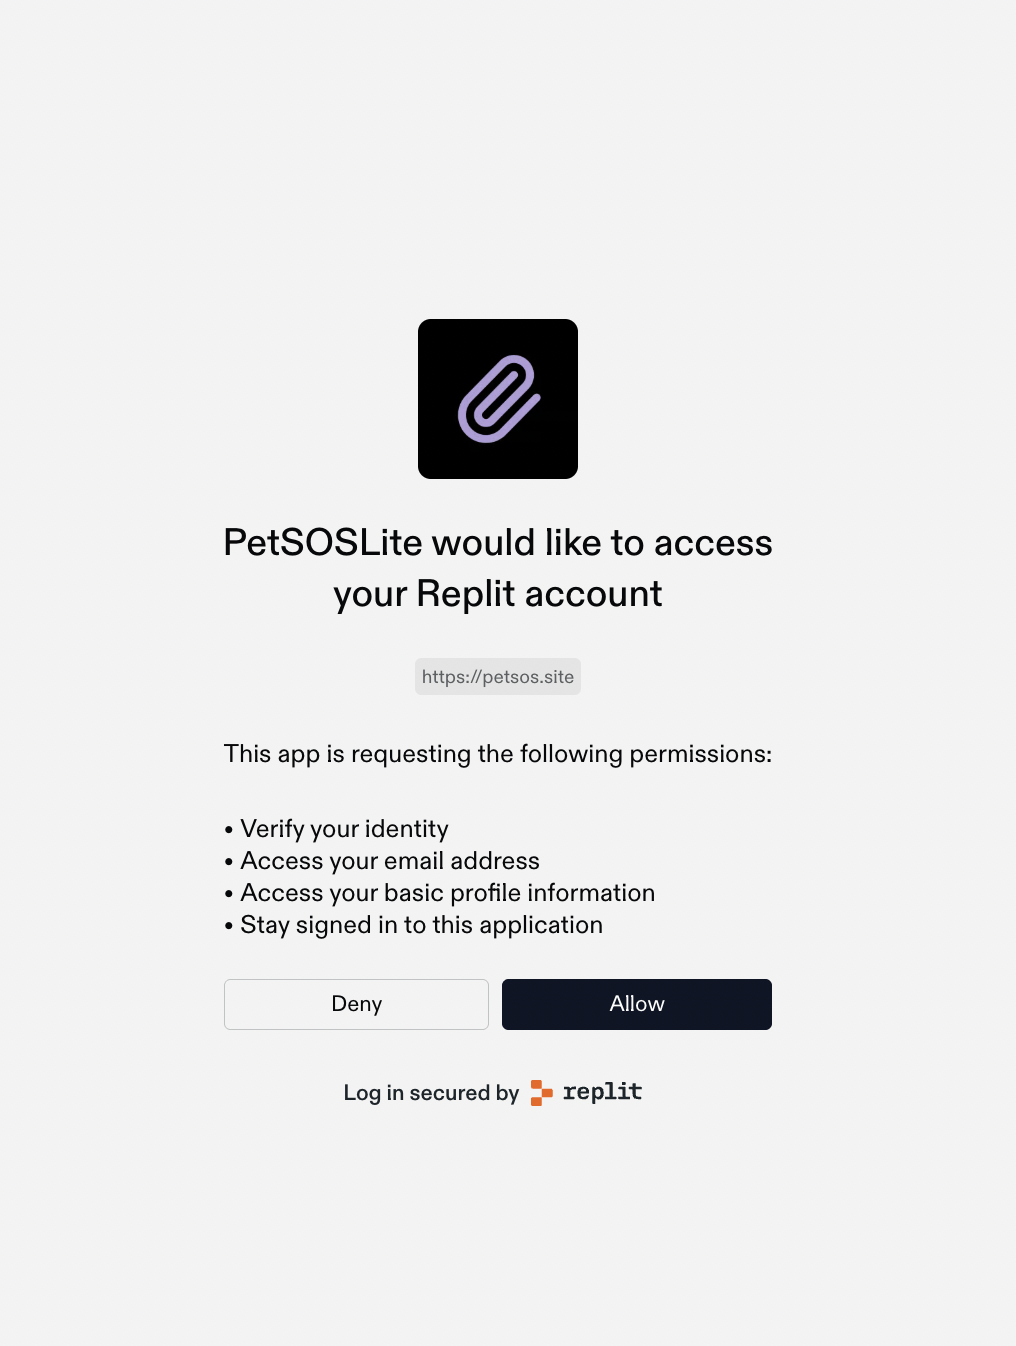 PetSOSLite would like to access
your Replit account
https://petsos.site
This app is requesting the following permissions:
• Verify your identity
• Access your email address
• Access your basic profile information
• Stay signed in to this application
Deny
Allow
Log in secured by replit